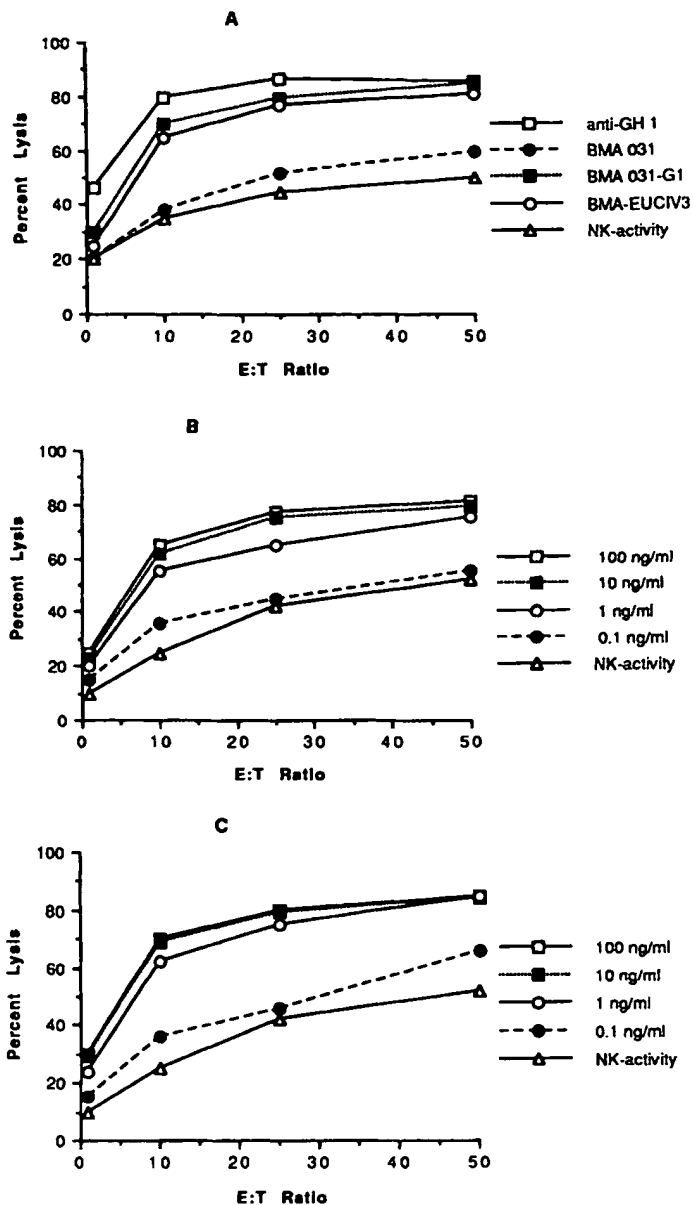 A
Percent Lysis
100
80
60
40
20
0
0 10 20 30 40 50
E:T Ratio
anti-GH 1
BMA 031
BMA 031-G1
BMA-EUCIV3
NK-activity
B
Percent Lysis
100
80
60
40
20
0
0 10 20 30 40 50
E:T Ratio
100 ng/ml
10 ng/ml
1 ng/ml
0.1 ng/ml
NK-activity
C
Percent Lysis
100
80
60
40
20
0
0 10 20 30 40 50
E:T Ratio
100 ng/ml
10 ng/ml
1 ng/ml
0.1 ng/ml
NK-activity